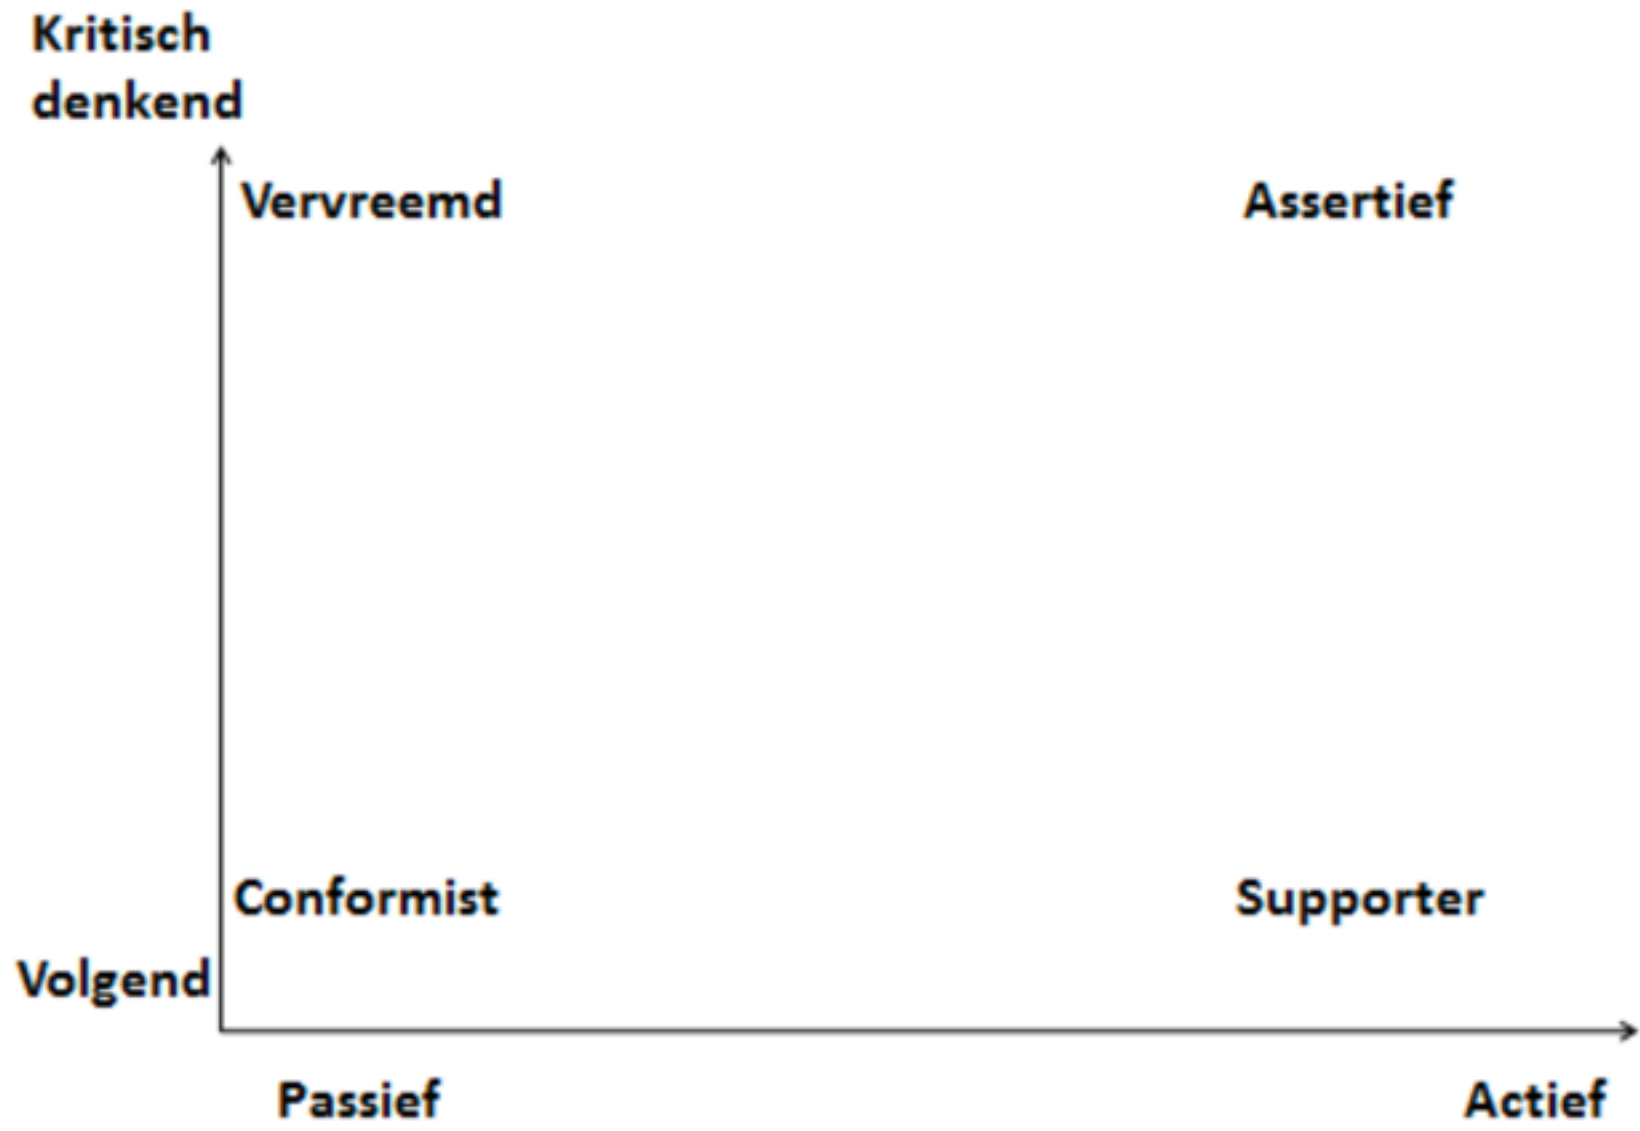 Kritisch
denkend
Vervreemd
Assertief
Conformist
Supporter
Volgend
Passief
Actief